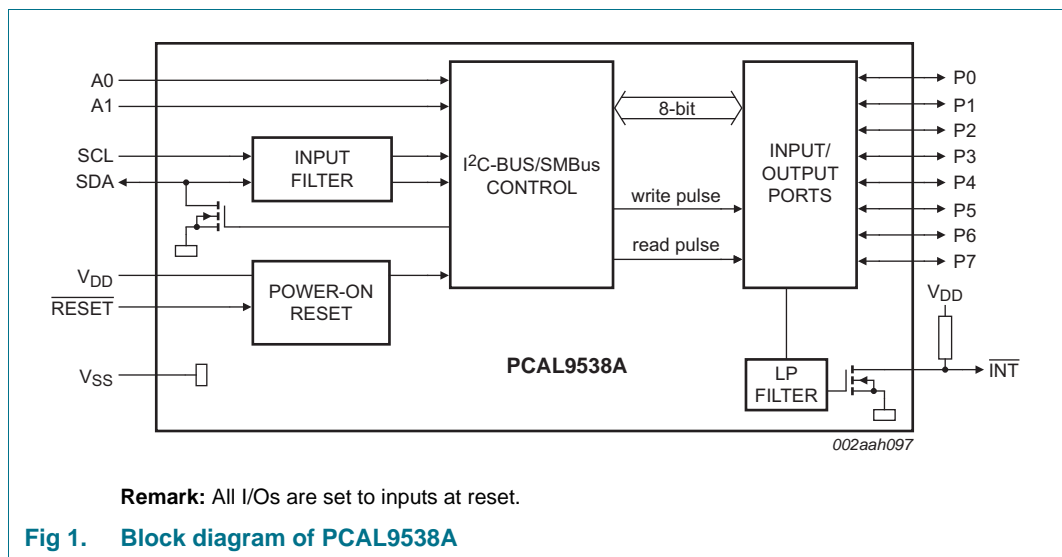 A0
A1
SCL
SDA
VDD
RESET
VSS
INPUT
FILTER
POWER-ON
RESET
I2C-BUS/SMBus
CONTROL
8-bit
write pulse
read pulse
INPUT/
OUTPUT
PORTS
P0
P1
P2
P3
P4
P5
P6
P7
VDD
INT
LP
FILTER
PCAL9538A
002aah097
Remark: All I/Os are set to inputs at reset.
Fig 1. Block diagram of PCAL9538A